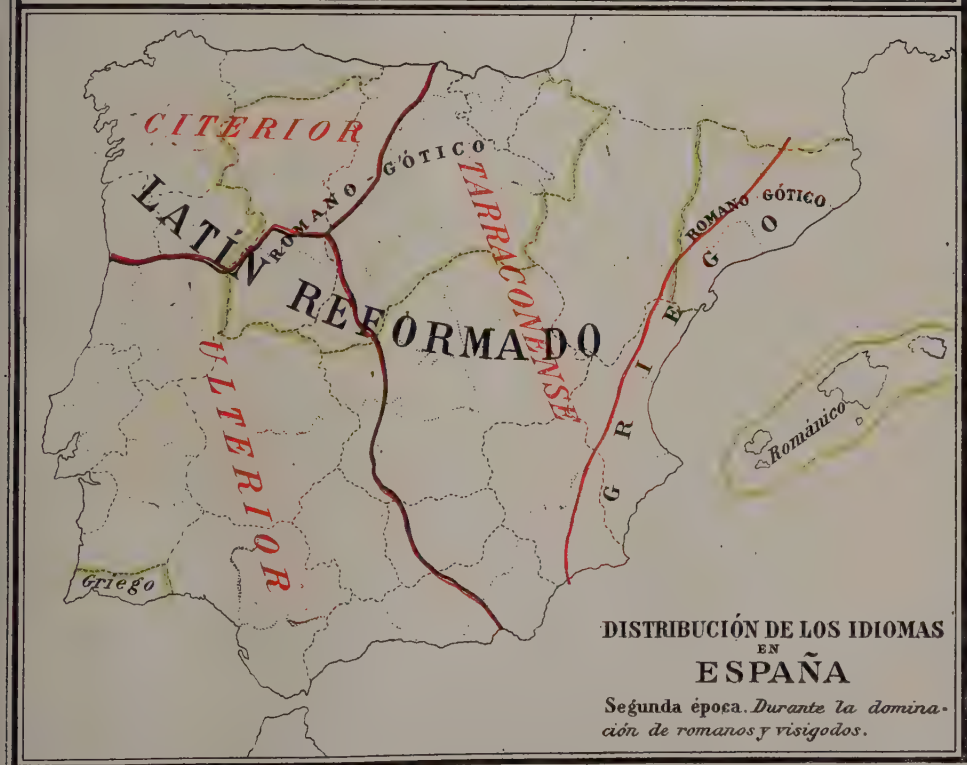 CITERIOR
ROMANO-GÓTICO
TARRACONENSE
LATÍN REFORMADO
ROMANO GÓTICO
GRIEGO
ULTERIOR
Románico
Griego
DISTRIBUCIÓN DE LOS IDIOMAS
EN
ESPAÑA
Segunda época. Durante la domina-
ción de romanos y visigodos.